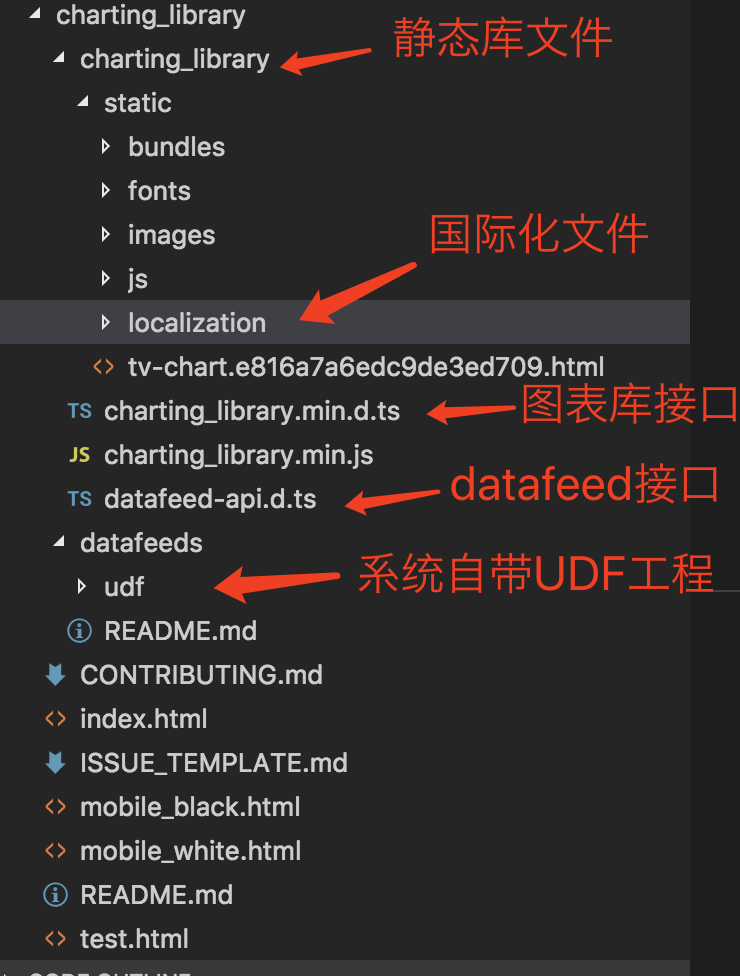 charting_library
charting_library 静态库文件
static
bundles
fonts
images 国际化文件
js
localization
<> tv-chart.e816a7a6edc9de3ed709.html
TS charting_library.min.d.ts 图表库接口
JS charting_library.min.js
TS datafeed-api.d.ts datafeed接口
datafeeds
udf 系统自带UDF工程
README.md
CONTRIBUTING.md
<> index.html
ISSUE_TEMPLATE.md
<> mobile_black.html
<> mobile_white.html
README.md
<> test.html
CODE OUTLINE